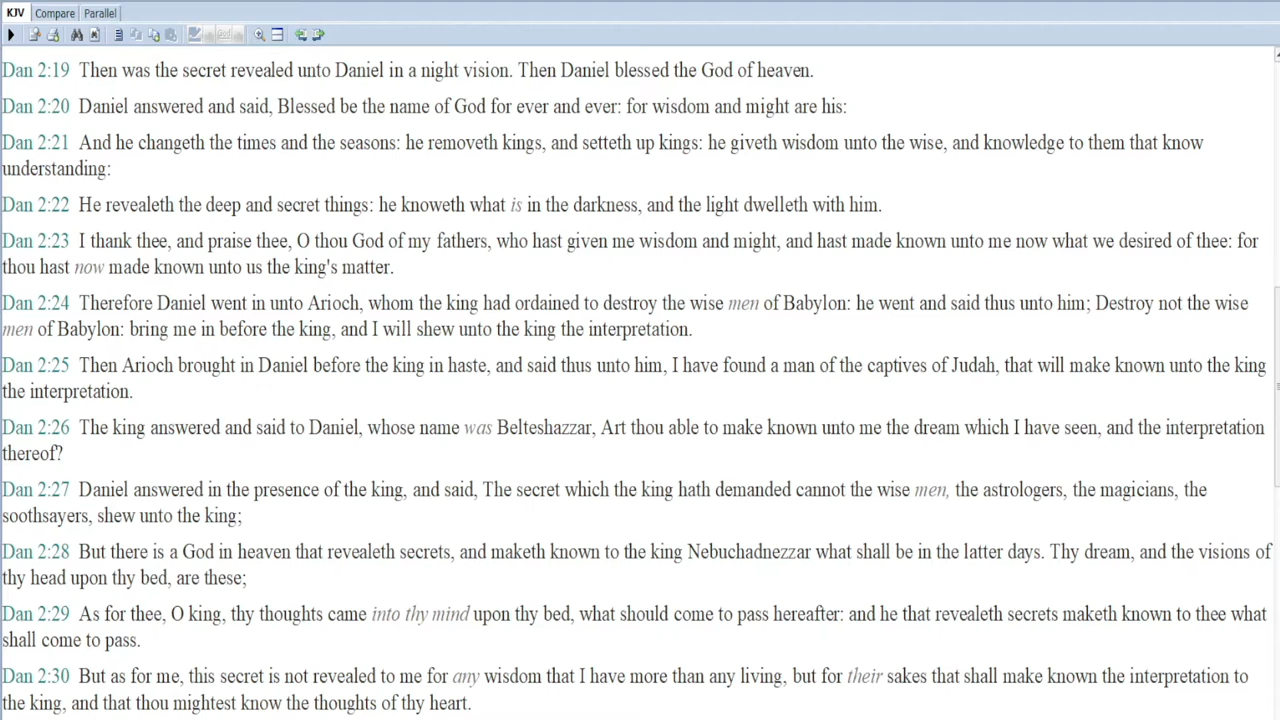 KJV Compare Parallel
Dan 2:19 Then was the secret revealed unto Daniel in a night vision. Then Daniel blessed the God of heaven.
Dan 2:20 Daniel answered and said, Blessed be the name of God for ever and ever: for wisdom and might are his:
Dan 2:21 And he changeth the times and the seasons: he removeth kings, and setteth up kings: he giveth wisdom unto the wise, and knowledge to them that know
understanding:
Dan 2:22 He revealeth the deep and secret things: he knoweth what is in the darkness, and the light dwelleth with him.
Dan 2:23 I thank thee, and praise thee, O thou God of my fathers, who hast given me wisdom and might, and hast made known unto me now what we desired of thee: for
thou hast now made known unto us the king's matter.
Dan 2:24 Therefore Daniel went in unto Arioch, whom the king had ordained to destroy the wise men of Babylon: he went and said thus unto him; Destroy not the wise
men of Babylon: bring me in before the king, and I will shew unto the king the interpretation.
Dan 2:25 Then Arioch brought in Daniel before the king in haste, and said thus unto him, I have found a man of the captives of Judah, that will make known unto the king
the interpretation.
Dan 2:26 The king answered and said to Daniel, whose name was Belteshazzar, Art thou able to make known unto me the dream which I have seen, and the interpretation
thereof?
Dan 2:27 Daniel answered in the presence of the king, and said, The secret which the king hath demanded cannot the wise men, the astrologers, the magicians, the
soothsayers, shew unto the king;
Dan 2:28 But there is a God in heaven that revealeth secrets, and maketh known to the king Nebuchadnezzar what shall be in the latter days. Thy dream, and the visions of
thy head upon thy bed, are these;
Dan 2:29 As for thee, O king, thy thoughts came into thy mind upon thy bed, what should come to pass hereafter: and he that revealeth secrets maketh known to thee what
shall come to pass.
Dan 2:30 But as for me, this secret is not revealed to me for any wisdom that I have more than any living, but for their sakes that shall make known the interpretation to
the king, and that thou mightest know the thoughts of thy heart.